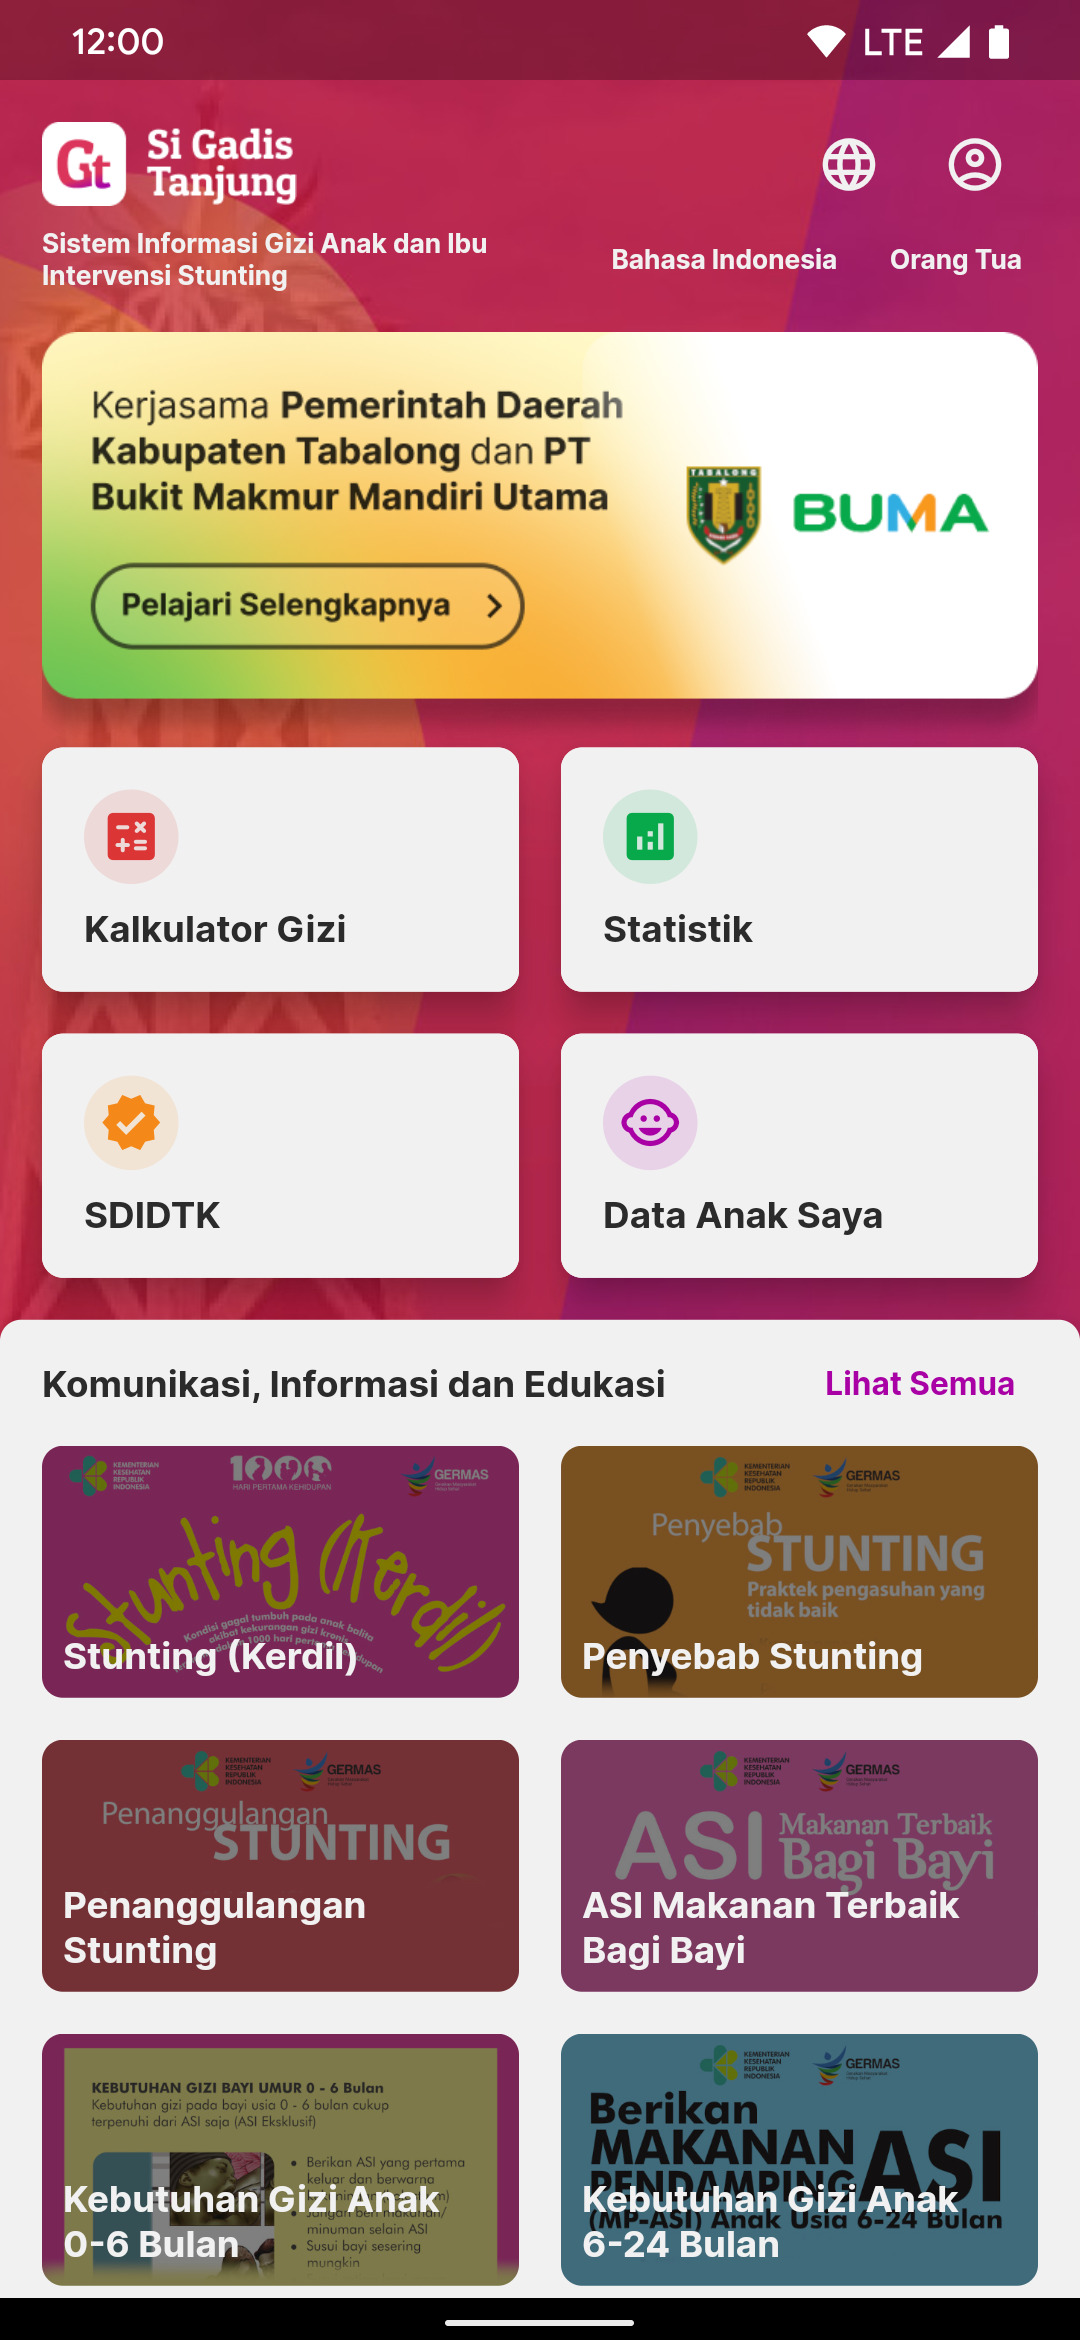 12:00
LTE
Gt
Si Gadis
Tanjung
Sistem Informasi Gizi Anak dan Ibu
Intervensi Stunting
Bahasa Indonesia
Orang Tua
Kerjasama Pemerintah Daerah
Kabupaten Tabalong dan PT
Bukit Makmur Mandiri Utama
TABALONG
BUMA
Pelajari Selengkapnya
Kalkulator Gizi
Statistik
SDIDTK
Data Anak Saya
Komunikasi, Informasi dan Edukasi
Lihat Semua
KEMENTERIAN
KESEHATAN
REPUBLIK
INDONESIA
1000
HARI PERTAMA KEHIDUPAN
GERMAS
Stunting (Kerdil)
Kondisi gagal tumbuh pada anak balita
akibat kekurangan gizi kronis
1000 hari
Stunting (Kerdil)
KEMENTERIAN
KESEHATAN
REPUBLIK
INDONESIA
GERMAS
Penyebab
STUNTING
Praktek pengasuhan yang
tidak baik
Penyebab Stunting
KEMENTERIAN
KESEHATAN
REPUBLIK
INDONESIA
GERMAS
Penanggulangan
STUNTING
Penanggulangan
Stunting
KEMENTERIAN
KESEHATAN
REPUBLIK
INDONESIA
GERMAS
ASI Makanan Terbaik
Bagi Bayi
ASI Makanan Terbaik
Bagi Bayi
KEBUTUHAN GIZI BAYI UMUR 0 - 6 Bulan
Kebutuhan gizi pada bayi usia 0 - 6 bulan cukup
terpenuhi dari ASI saja (ASI Eksklusif)
• Berikan ASI yang pertama
keluar dan berwarna
• Jangan beri makanan/
minuman selain ASI
• Susui bayi sesering
mungkin
Kebutuhan Gizi Anak
0-6 Bulan
KEMENTERIAN
KESEHATAN
REPUBLIK
INDONESIA
GERMAS
Berikan
MAKANAN
PENDAMPING ASI
(MP-ASI) Anak Usia 6-24 Bulan
Kebutuhan Gizi Anak
6-24 Bulan